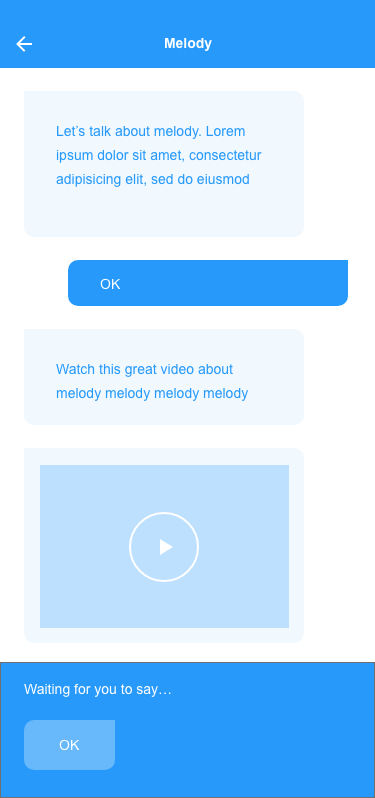 Melody
Let's talk about melody. Lorem
ipsum dolor sit amet, consectetur
adipisicing elit, sed do eiusmod
OK
Watch this great video about
melody melody melody melody
Waiting for you to say…
OK